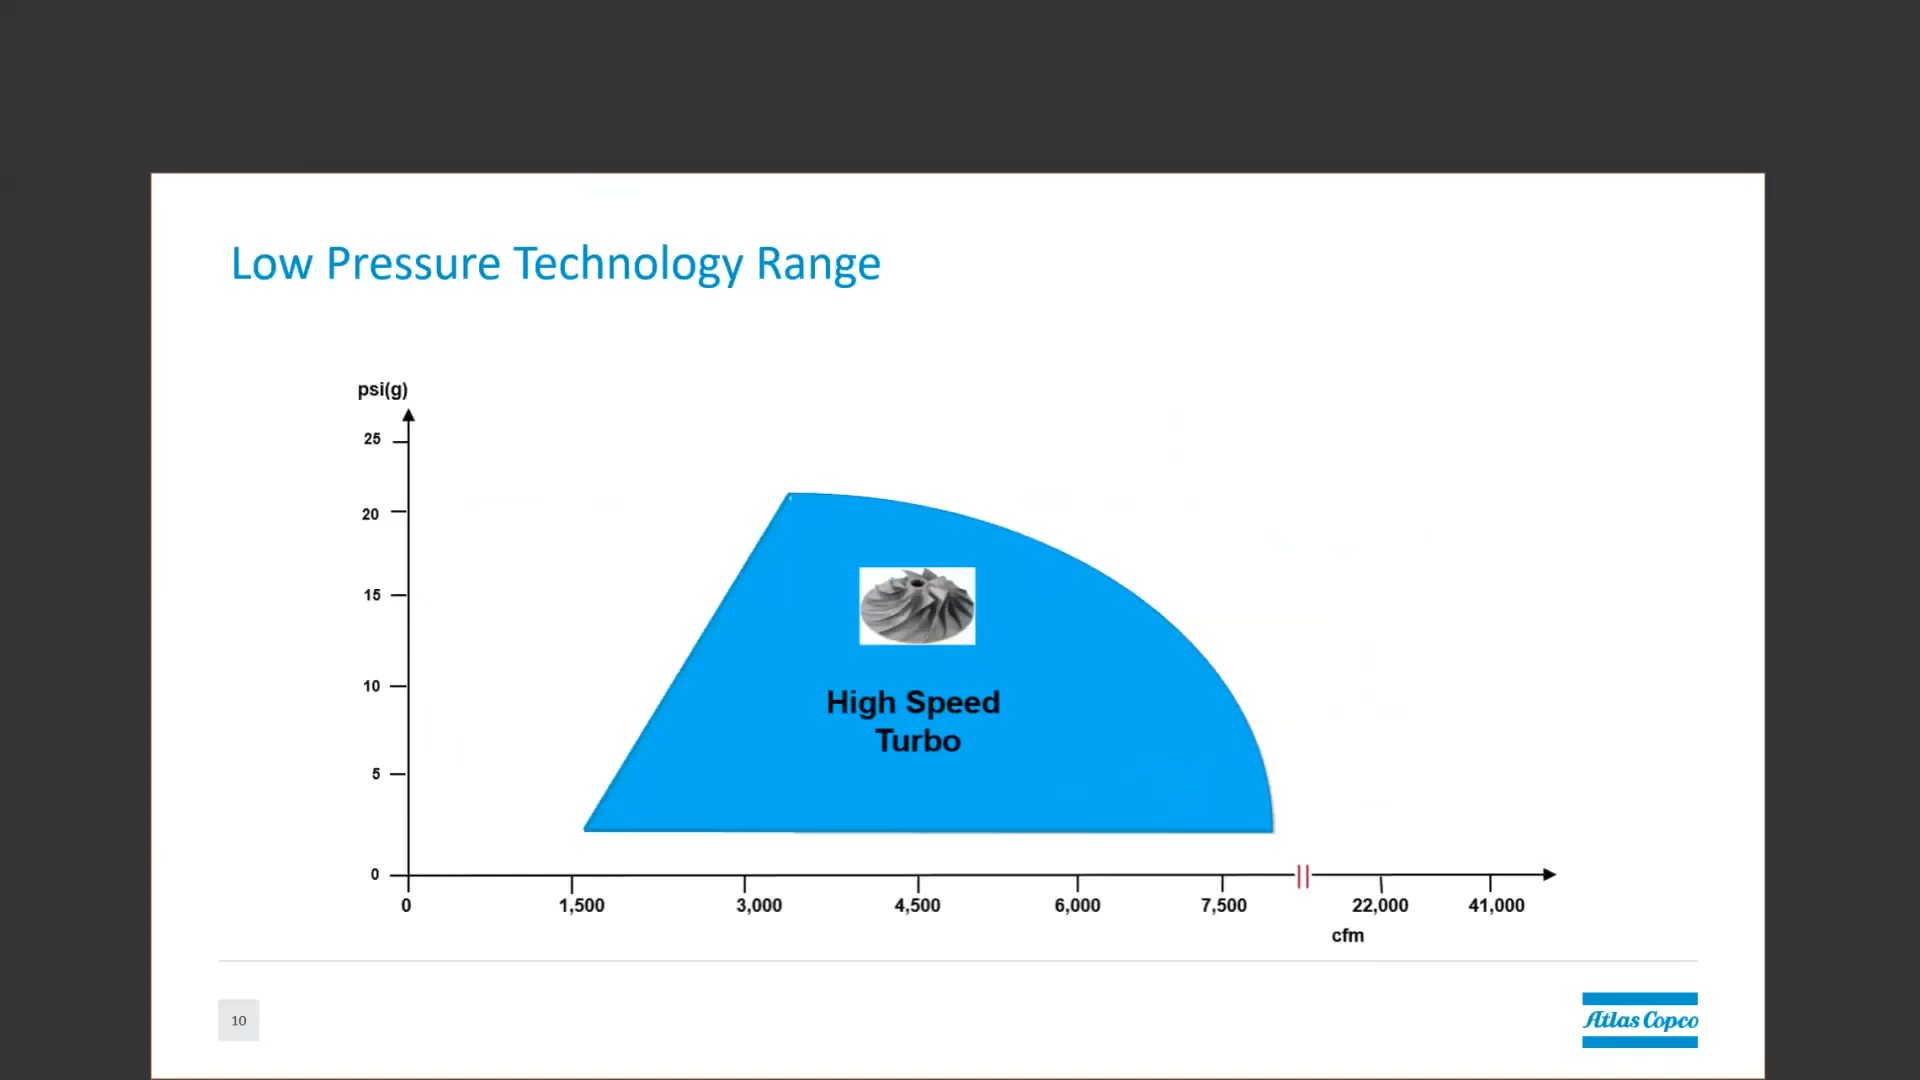 Low Pressure Technology Range
psi(g)
25
20
15
10
5
0
High Speed
Turbo
0 1,500 3,000 4,500 6,000 7,500 22,000 41,000
cfm
10
Atlas Copco